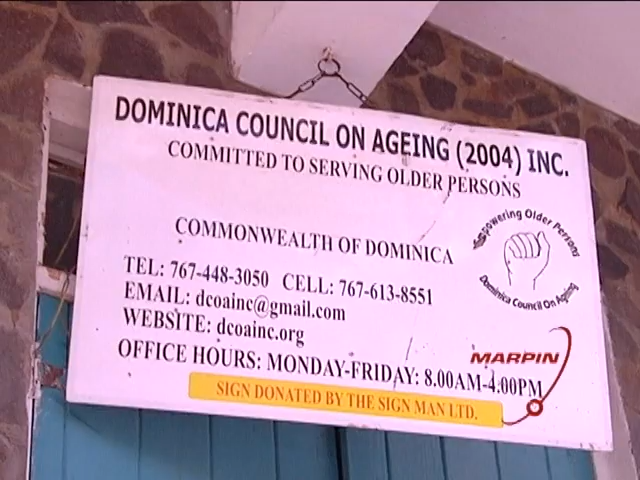 DOMINICA COUNCIL ON AGEING (2004) INC.
COMMITTED TO SERVING OLDER PERSONS
COMMONWEALTH OF DOMINICA
Empowering Older Persons
Dominica Council On Ageing
TEL: 767-448-3050 CELL: 767-613-8551
EMAIL: dcoainc@gmail.com
WEBSITE: dcoainc.org
OFFICE HOURS: MONDAY-FRIDAY: 8.00AM-4:00PM
SIGN DONATED BY THE SIGN MAN LTD.
MARPIN